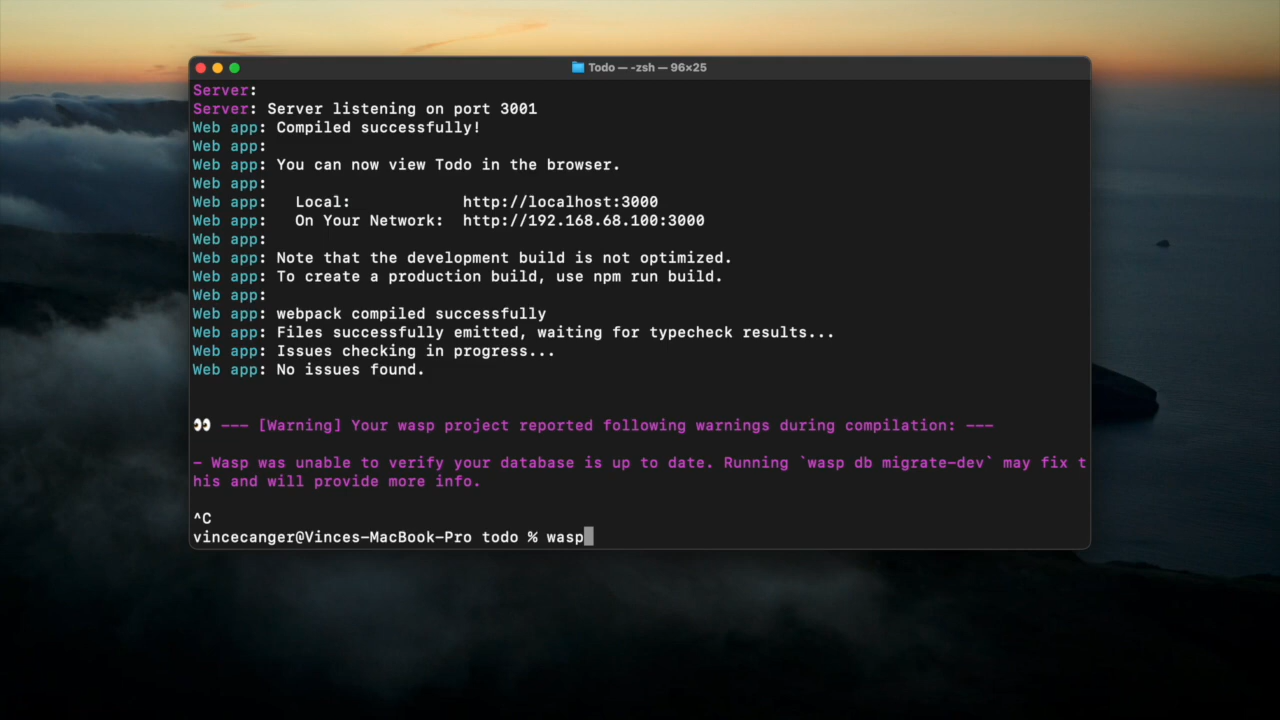 Todo — -zsh — 96×25
Server:
Server: Server listening on port 3001
Web app: Compiled successfully!
Web app:
Web app: You can now view Todo in the browser.
Web app:
Web app:   Local:            http://localhost:3000
Web app:   On Your Network:  http://192.168.68.100:3000
Web app:
Web app: Note that the development build is not optimized.
Web app: To create a production build, use npm run build.
Web app:
Web app: webpack compiled successfully
Web app: Files successfully emitted, waiting for typecheck results...
Web app: Issues checking in progress...
Web app: No issues found.
👀 --- [Warning] Your wasp project reported following warnings during compilation: ---
- Wasp was unable to verify your database is up to date. Running `wasp db migrate-dev` may fix t
his and will provide more info.
^C
vincecanger@Vinces-MacBook-Pro todo % wasp